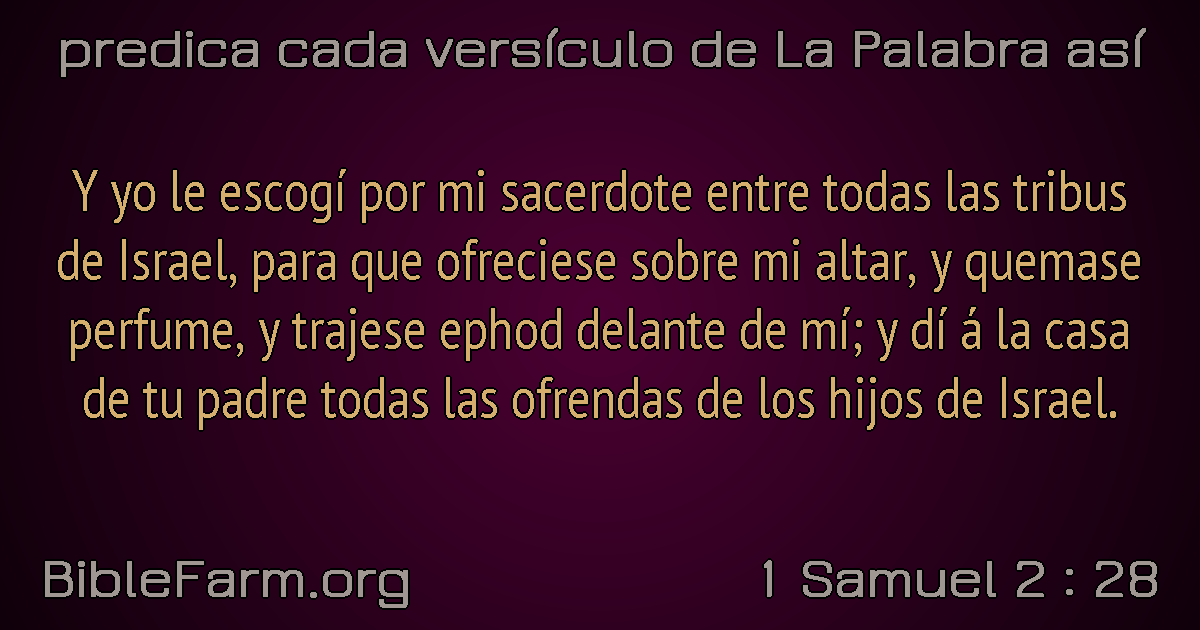 predica cada versículo de La Palabra así
Y yo le escogí por mi sacerdote entre todas las tribus
de Israel, para que ofreciese sobre mi altar, y quemase
perfume, y trajese ephod delante de mí; y dí á la casa
de tu padre todas las ofrendas de los hijos de Israel.
BibleFarm.org
1 Samuel 2 : 28